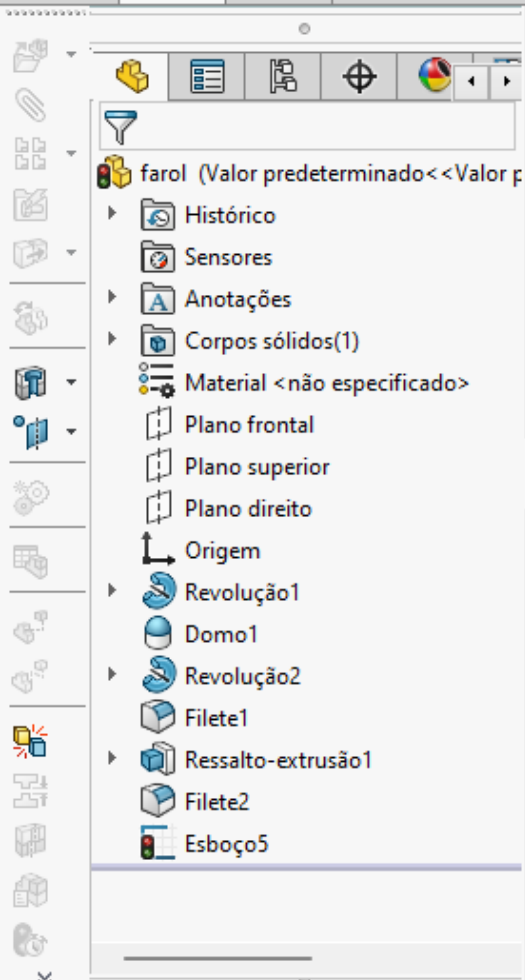 farol (Valor predeterminado<<Valor p
Histórico
Sensores
Anotações
Corpos sólidos(1)
Material <não especificado>
Plano frontal
Plano superior
Plano direito
Origem
Revolução1
Domo1
Revolução2
Filete1
Ressalto-extrusão1
Filete2
Esboço5